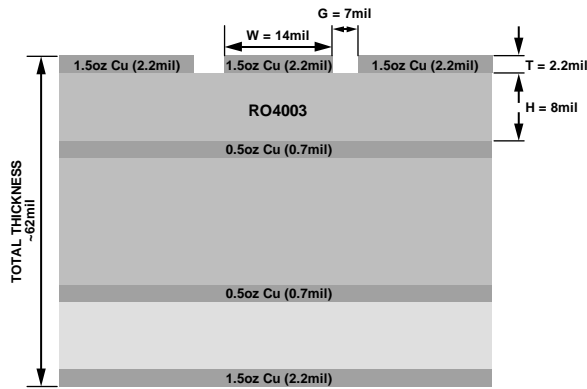 G = 7mil
W = 14mil
1.5oz Cu (2.2mil) 1.5oz Cu (2.2mil) 1.5oz Cu (2.2mil) T = 2.2mil
RO4003
H = 8mil
0.5oz Cu (0.7mil)
TOTAL THICKNESS
~62mil
0.5oz Cu (0.7mil)
1.5oz Cu (2.2mil)